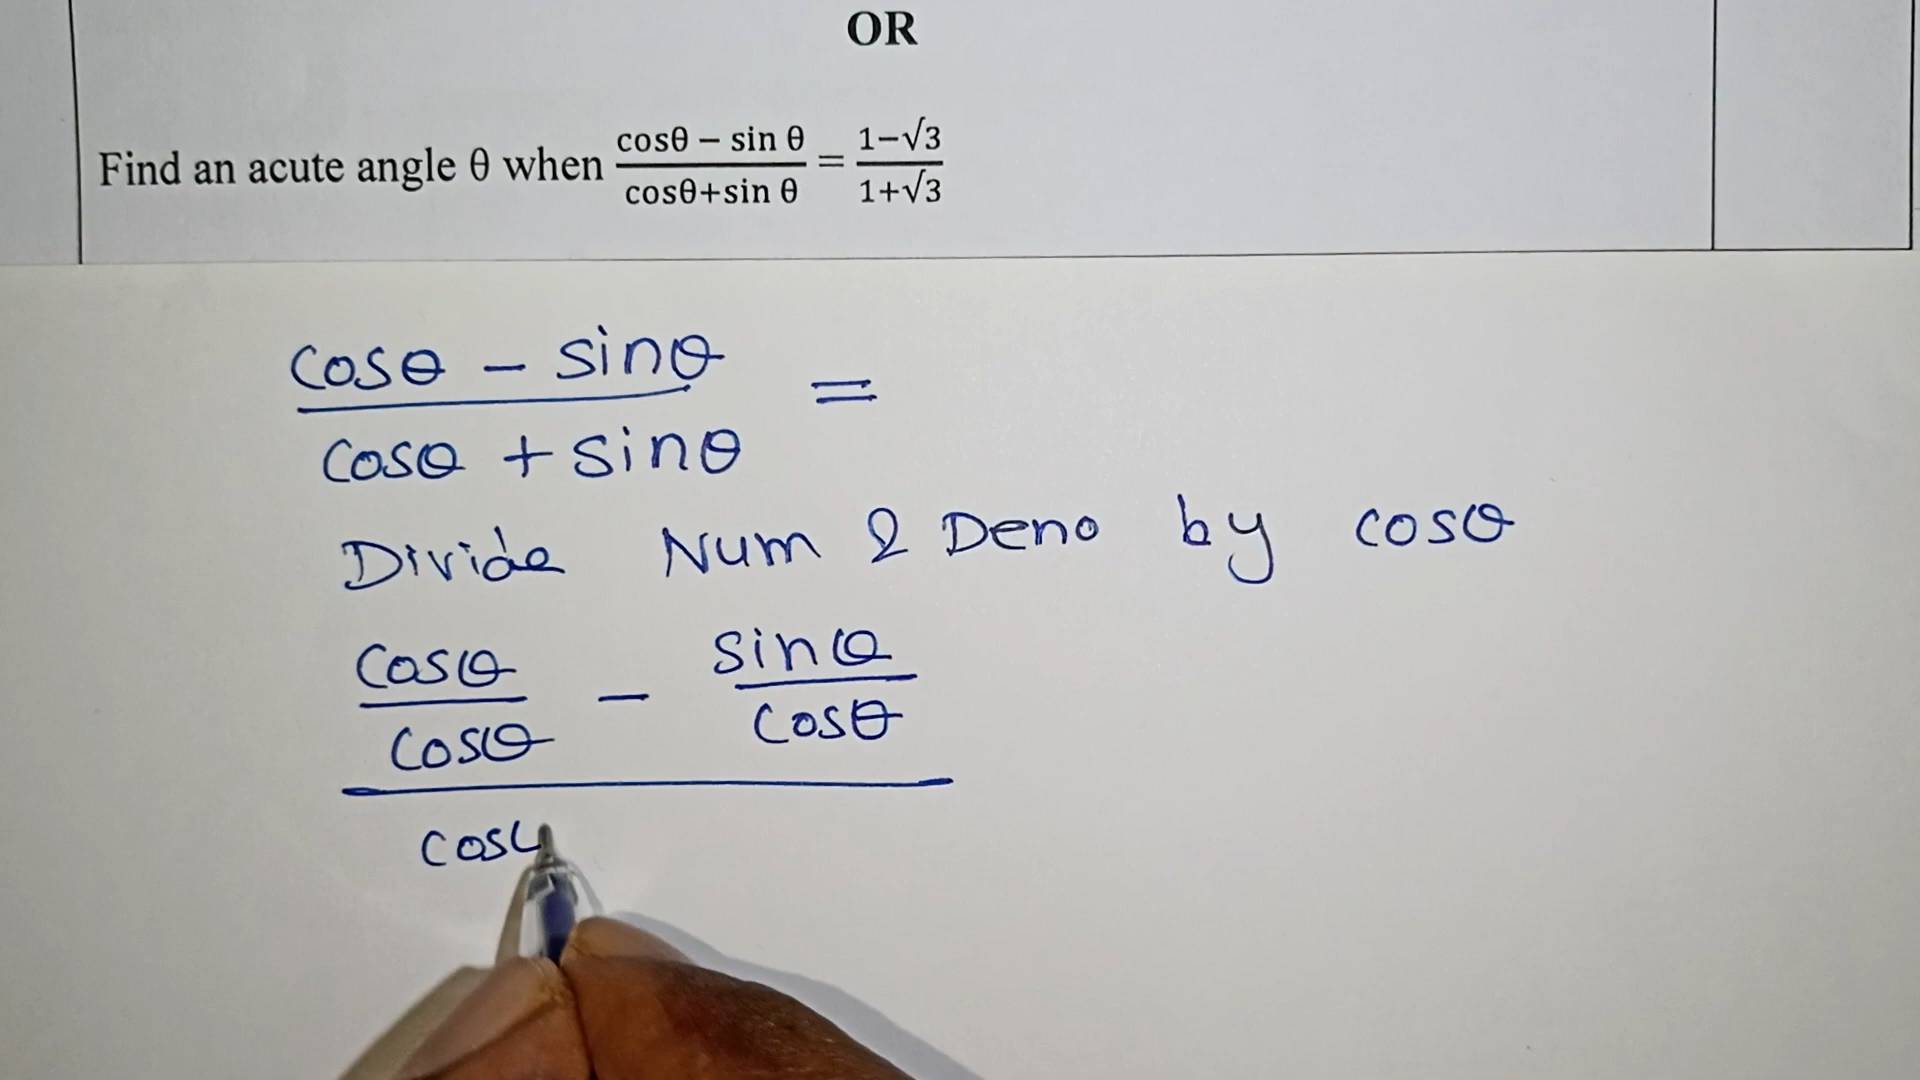 OR
Find an acute angle θ when (cosθ − sin θ)/(cosθ+sin θ) = (1−√3)/(1+√3)
cosθ − sinθ =
cosθ + sinθ
Divide Num & Deno by cosθ
cosθ − sinθ
cosθ cosθ
cos